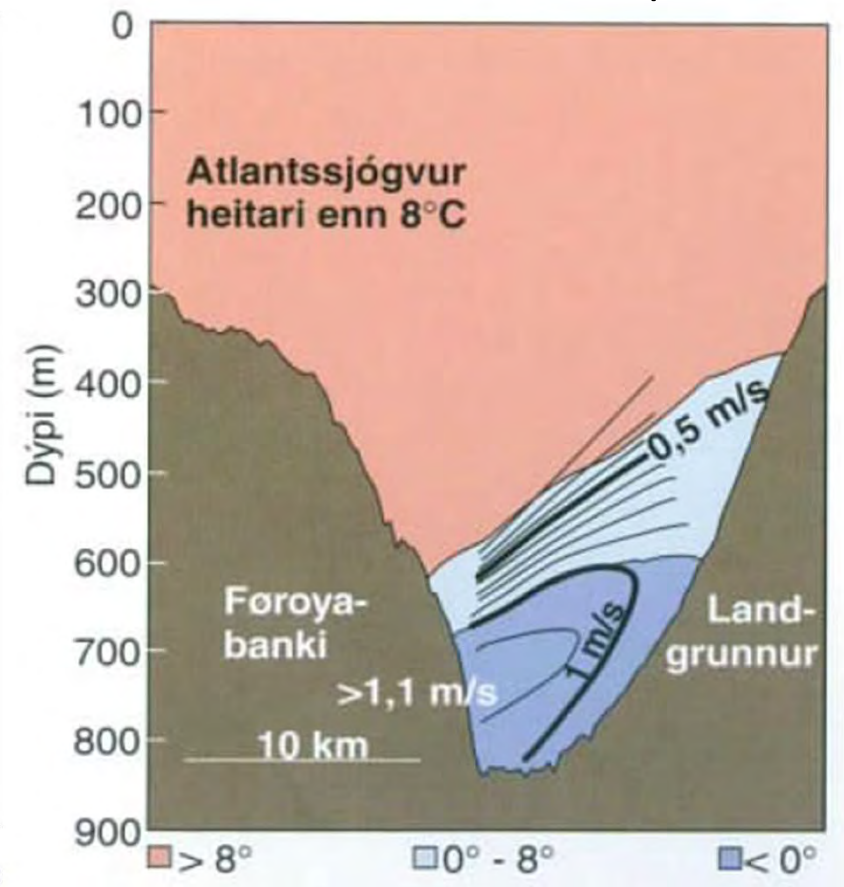 0
100
200
300
400
500
600
700
800
900
Dýpi (m)
Atlantssjógvur
heitari enn 8°C
0,5 m/s
1 m/s
>1,1 m/s
Føroya-
banki
Land-
grunnur
10 km
> 8°
0° - 8°
< 0°